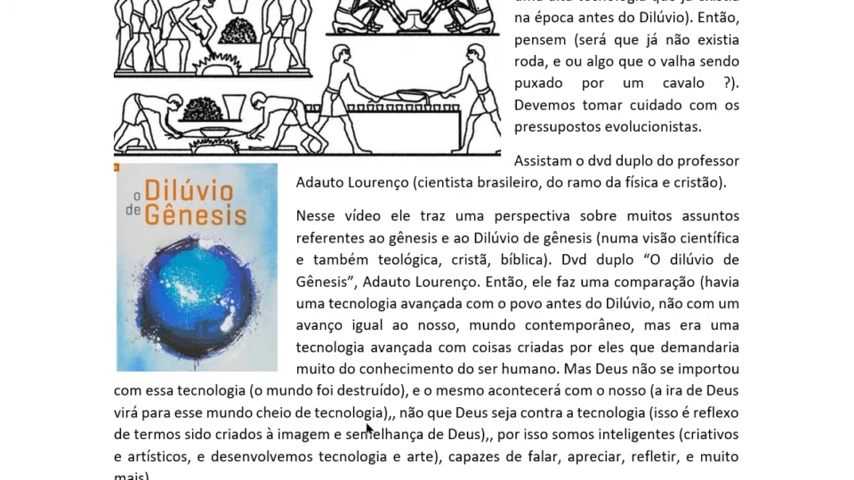 uma alta tecnologia que já existia
na época antes do Dilúvio). Então,
pensem (será que já não existia
roda, e ou algo que o valha sendo
puxado por um cavalo ?).
Devemos tomar cuidado com os
pressupostos evolucionistas.
Assistam o dvd duplo do professor
Adauto Lourenço (cientista brasileiro, do ramo da física e cristão).
o Dilúvio
de Gênesis
Nesse vídeo ele traz uma perspectiva sobre muitos assuntos
referentes ao gênesis e ao Dilúvio de gênesis (numa visão científica
e também teológica, cristã, bíblica). Dvd duplo “O dilúvio de
Gênesis”, Adauto Lourenço. Então, ele faz uma comparação (havia
uma tecnologia avançada com o povo antes do Dilúvio, não com um
avanço igual ao nosso, mundo contemporâneo, mas era uma
tecnologia avançada com coisas criadas por eles que demandaria
muito do conhecimento do ser humano. Mas Deus não se importou
com essa tecnologia (o mundo foi destruído), e o mesmo acontecerá com o nosso (a ira de Deus
virá para esse mundo cheio de tecnologia),, não que Deus seja contra a tecnologia (isso é reflexo
de termos sido criados à imagem e semelhança de Deus),, por isso somos inteligentes (criativos
e artísticos, e desenvolvemos tecnologia e arte), capazes de falar, apreciar, refletir, e muito
mais)